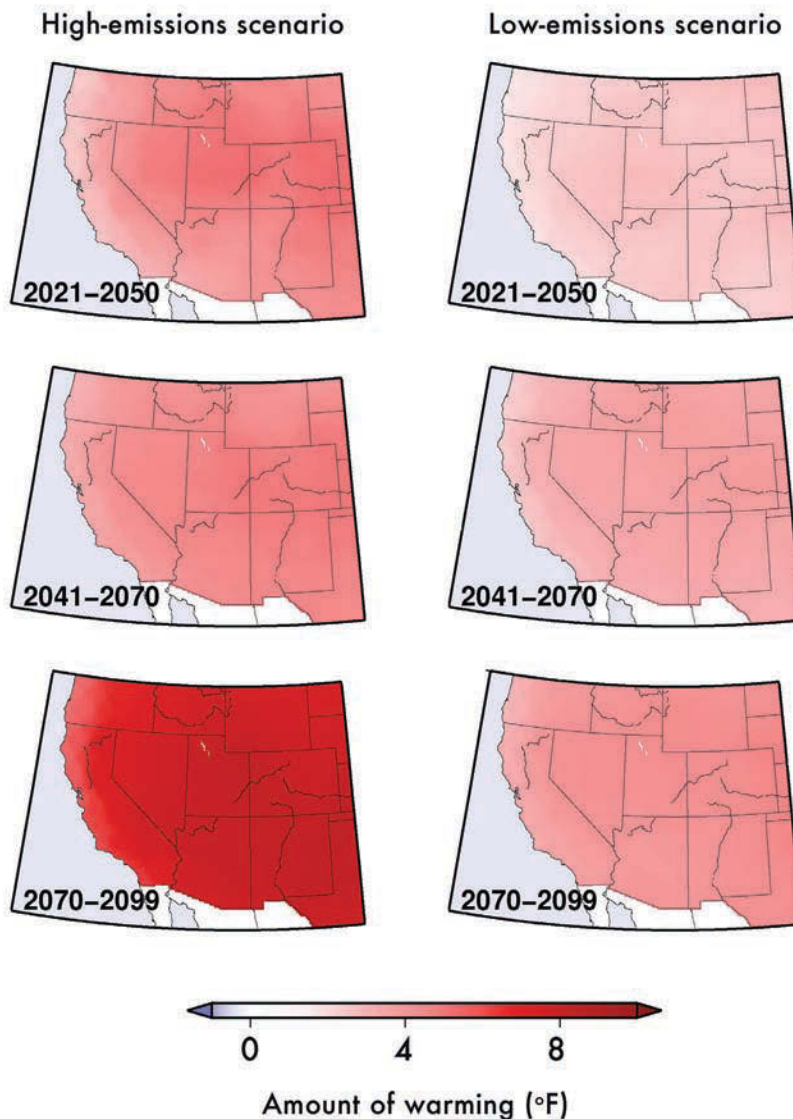 High-emissions scenario
Low-emissions scenario
2021–2050
2021–2050
2041–2070
2041–2070
2070–2099
2070–2099
0 4 8
Amount of warming (°F)